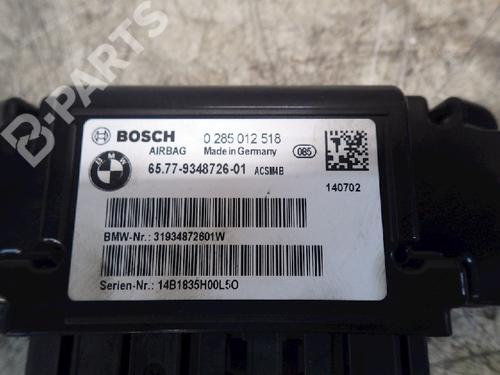 B-PARTS
BOSCH 0 285 012 518
AIRBAG Made in Germany 085
BMW 65.77-9348726-01 ACSM4B
140702
BMW-Nr.: 31934872601W
Serien-Nr.: 14B1835H00L5O